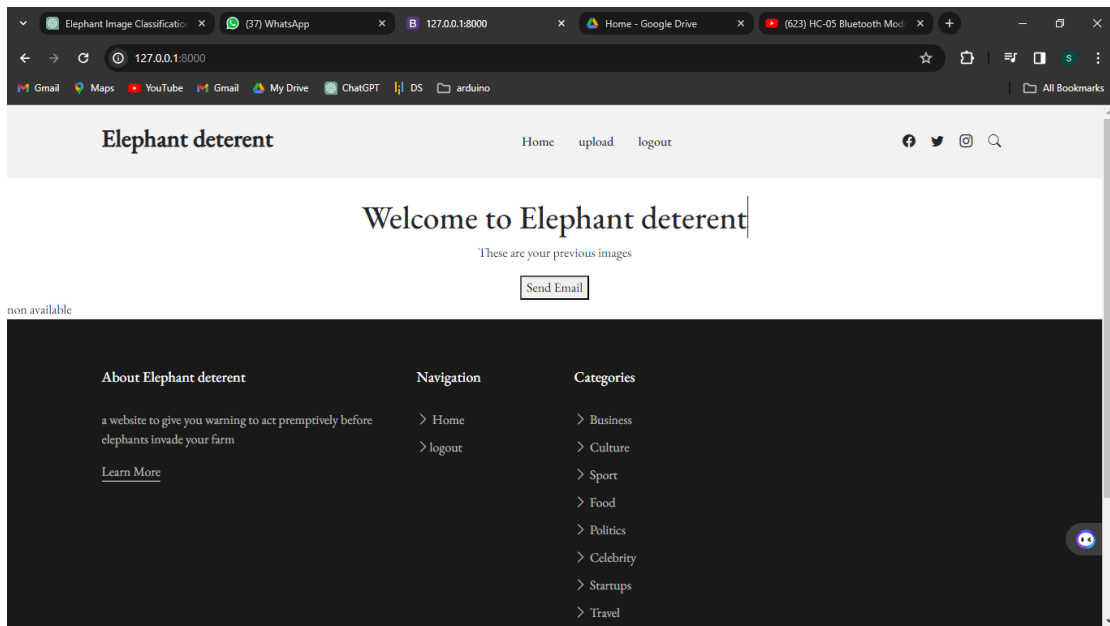 Elephant Image Classification
(37) WhatsApp
B 127.0.0.1:8000
Home - Google Drive
(623) HC-05 Bluetooth Mod
127.0.0.1:8000
S
Gmail Maps YouTube Gmail My Drive ChatGPT DS arduino All Bookmarks
Elephant deterent
Home upload logout
Welcome to Elephant deterent
These are your previous images
Send Email
non available
About Elephant deterent
a website to give you warning to act premptively before
elephants invade your farm
Learn More
Navigation
Home
logout
Categories
Business
Culture
Sport
Food
Politics
Celebrity
Startups
Travel